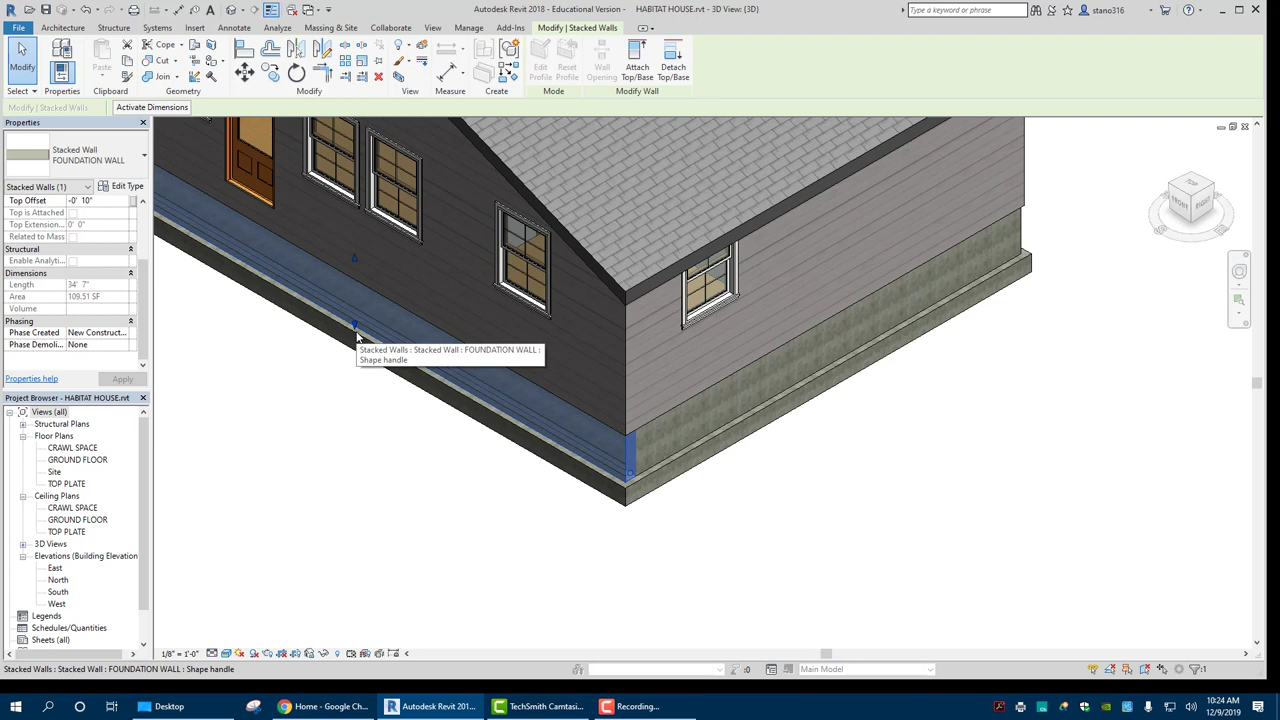 Autodesk Revit 2018 - Educational Version - HABITAT HOUSE.rvt - 3D View: {3D}
Type a keyword or phrase
stano316
File
Architecture
Structure
Systems
Insert
Annotate
Analyze
Massing & Site
Collaborate
View
Manage
Add-Ins
Modify | Stacked Walls
Modify
Paste
Cope
Cut
Join
Edit
Profile
Reset
Profile
Wall
Opening
Attach
Top/Base
Detach
Top/Base
Select
Properties
Clipboard
Geometry
Modify
View
Measure
Create
Mode
Modify Wall
Modify | Stacked Walls
Activate Dimensions
Properties
Stacked Wall
FOUNDATION WALL
Stacked Walls (1)
Edit Type
Top Offset
-0' 10"
Top is Attached
Top Extension...
0' 0"
Related to Mass
Structural
Enable Analyti...
Dimensions
Length
34' 7"
Area
109.51 SF
Volume
Phasing
Phase Created
New Construct...
Phase Demoli...
None
Properties help
Apply
Project Browser - HABITAT HOUSE.rvt
Views (all)
Structural Plans
Floor Plans
CRAWL SPACE
GROUND FLOOR
Site
TOP PLATE
Ceiling Plans
CRAWL SPACE
GROUND FLOOR
TOP PLATE
3D Views
Elevations (Building Elevation
East
North
South
West
Legends
Schedules/Quantities
Sheets (all)
Stacked Walls : Stacked Wall : FOUNDATION WALL :
Shape handle
TOP
FRONT
RIGHT
1/8" = 1'-0"
Stacked Walls : Stacked Wall : FOUNDATION WALL : Shape handle
:0
Main Model
:1
Desktop
Home - Google Ch...
Autodesk Revit 201...
TechSmith Camtasi...
Recording...
10:24 AM
12/9/2019